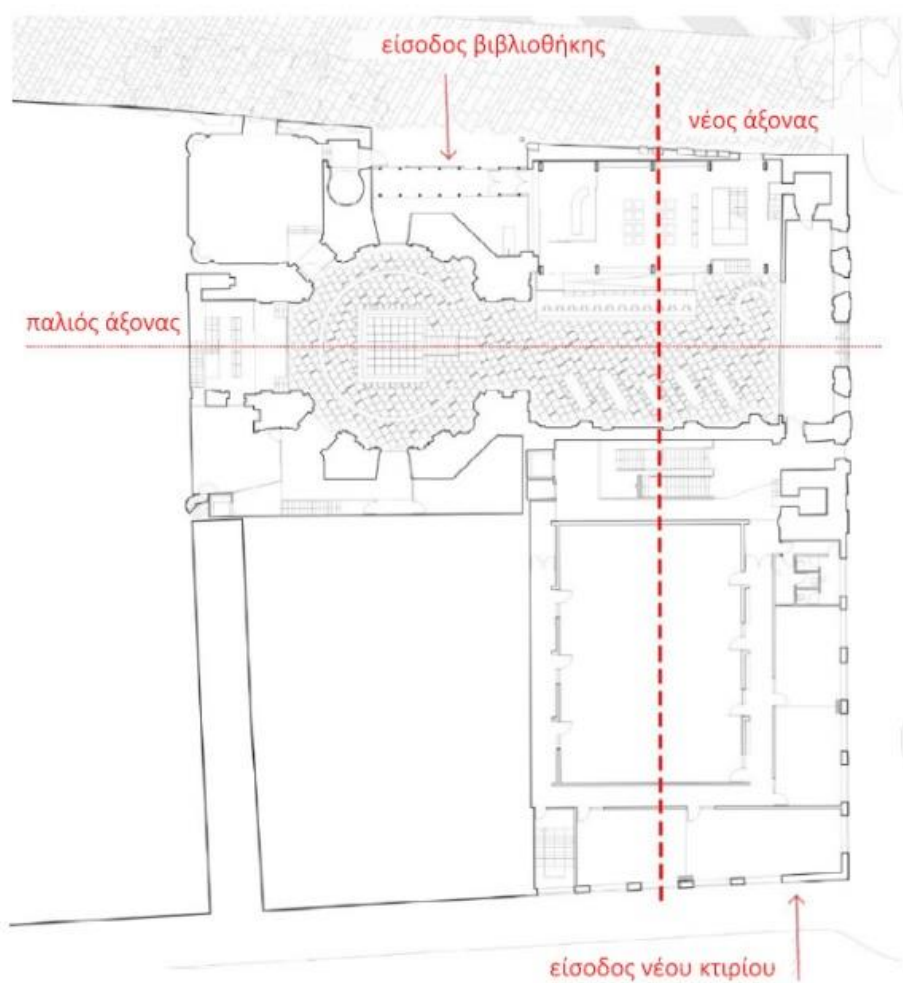 είσοδος βιβλιοθήκης
νέος άξονας
παλιός άξονας
είσοδος νέου κτιρίου